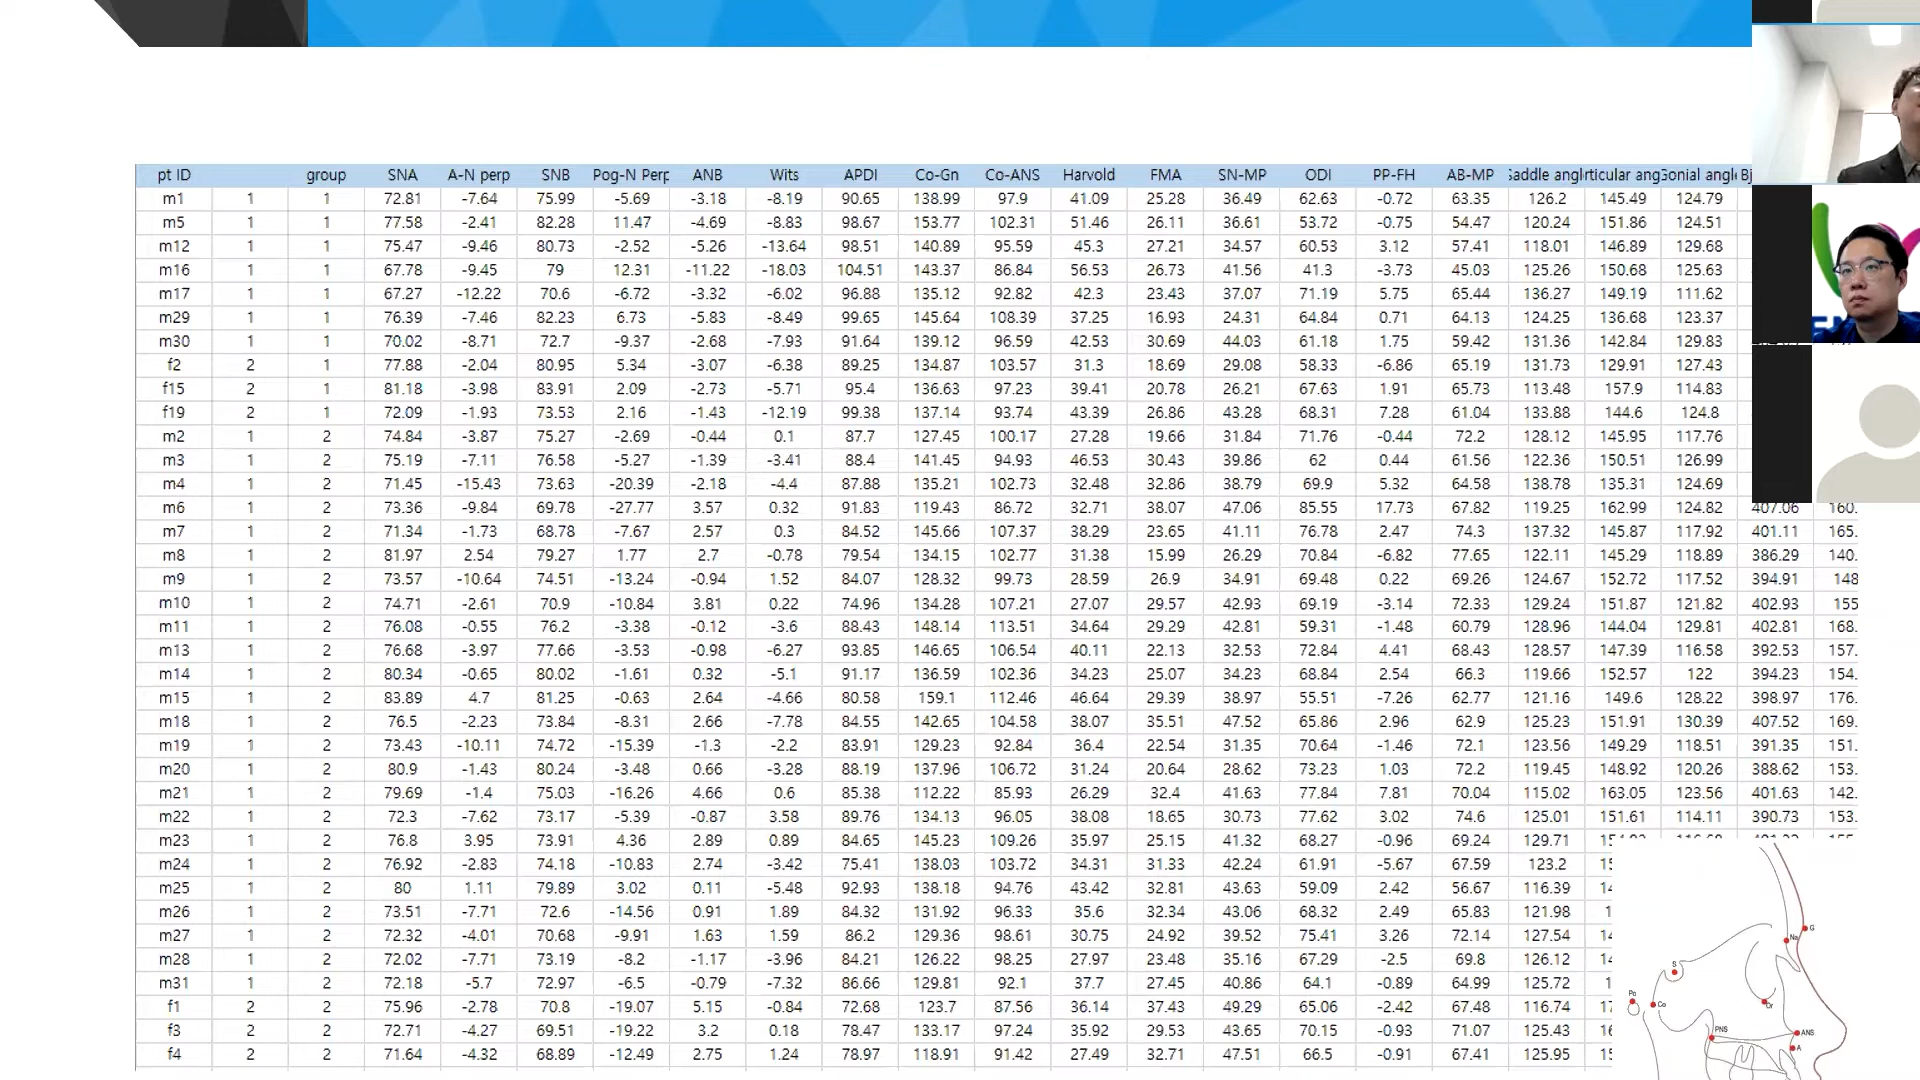 pt ID group SNA A-N perp SNB Pog-N Perp ANB Wits APDI Co-Gn Co-ANS Harvold FMA SN-MP ODI PP-FH AB-MP Saddle angl rticular ang Gonial angl Bj
m1 1 1 72.81 -7.64 75.99 -5.69 -3.18 -8.19 90.65 138.99 97.9 41.09 25.28 36.49 62.63 -0.72 63.35 126.2 145.49 124.79
m5 1 1 77.58 -2.41 82.28 11.47 -4.69 -8.83 98.67 153.77 102.31 51.46 26.11 36.61 53.72 -0.75 54.47 120.24 151.86 124.51
m12 1 1 75.47 -9.46 80.73 -2.52 -5.26 -13.64 98.51 140.89 95.59 45.3 27.21 34.57 60.53 3.12 57.41 118.01 146.89 129.68
m16 1 1 67.78 -9.45 79 12.31 -11.22 -18.03 104.51 143.37 86.84 56.53 26.73 41.56 41.3 -3.73 45.03 125.26 150.68 125.63
m17 1 1 67.27 -12.22 70.6 -6.72 -3.32 -6.02 96.88 135.12 92.82 42.3 23.43 37.07 71.19 5.75 65.44 136.27 149.19 111.62
m29 1 1 76.39 -7.46 82.23 6.73 -5.83 -8.49 99.65 145.64 108.39 37.25 16.93 24.31 64.84 0.71 64.13 124.25 136.68 123.37
m30 1 1 70.02 -8.71 72.7 -9.37 -2.68 -7.93 91.64 139.12 96.59 42.53 30.69 44.03 61.18 1.75 59.42 131.36 142.84 129.83
f2 2 1 77.88 -2.04 80.95 5.34 -3.07 -6.38 89.25 134.87 103.57 31.3 18.69 29.08 58.33 -6.86 65.19 131.73 129.91 127.43
f15 2 1 81.18 -3.98 83.91 2.09 -2.73 -5.71 95.4 136.63 97.23 39.41 20.78 26.21 67.63 1.91 65.73 113.48 157.9 114.83
f19 2 1 72.09 -1.93 73.53 2.16 -1.43 -12.19 99.38 137.14 93.74 43.39 26.86 43.28 68.31 7.28 61.04 133.88 144.6 124.8
m2 1 2 74.84 -3.87 75.27 -2.69 -0.44 0.1 87.7 127.45 100.17 27.28 19.66 31.84 71.76 -0.44 72.2 128.12 145.95 117.76
m3 1 2 75.19 -7.11 76.58 -5.27 -1.39 -3.41 88.4 141.45 94.93 46.53 30.43 39.86 62 0.44 61.56 122.36 150.51 126.99
m4 1 2 71.45 -15.43 73.63 -20.39 -2.18 -4.4 87.88 135.21 102.73 32.48 32.86 38.79 69.9 5.32 64.58 138.78 135.31 124.69
m6 1 2 73.36 -9.84 69.78 -27.77 3.57 0.32 91.83 119.43 86.72 32.71 38.07 47.06 85.55 17.73 67.82 119.25 162.99 124.82 407.06 160.
m7 1 2 71.34 -1.73 68.78 -7.67 2.57 0.3 84.52 145.66 107.37 38.29 23.65 41.11 76.78 2.47 74.3 137.32 145.87 117.92 401.11 165.
m8 1 2 81.97 2.54 79.27 1.77 2.7 -0.78 79.54 134.15 102.77 31.38 15.99 26.29 70.84 -6.82 77.65 122.11 145.29 118.89 386.29 140.
m9 1 2 73.57 -10.64 74.51 -13.24 -0.94 1.52 84.07 128.32 99.73 28.59 26.9 34.91 69.48 0.22 69.26 124.67 152.72 117.52 394.91 148
m10 1 2 74.71 -2.61 70.9 -10.84 3.81 0.22 74.96 134.28 107.21 27.07 29.57 42.93 69.19 -3.14 72.33 129.24 151.87 121.82 402.93 155
m11 1 2 76.08 -0.55 76.2 -3.38 -0.12 -3.6 88.43 148.14 113.51 34.64 29.29 42.81 59.31 -1.48 60.79 128.96 144.04 129.81 402.81 168.
m13 1 2 76.68 -3.97 77.66 -3.53 -0.98 -6.27 93.85 146.65 106.54 40.11 22.13 32.53 72.84 4.41 68.43 128.57 147.39 116.58 392.53 157.
m14 1 2 80.34 -0.65 80.02 -1.61 0.32 -5.1 91.17 136.59 102.36 34.23 25.07 34.23 68.84 2.54 66.3 119.66 152.57 122 394.23 154.
m15 1 2 83.89 4.7 81.25 -0.63 2.64 -4.66 80.58 159.1 112.46 46.64 29.39 38.97 55.51 -7.26 62.77 121.16 149.6 128.22 398.97 176.
m18 1 2 76.5 -2.23 73.84 -8.31 2.66 -7.78 84.55 142.65 104.58 38.07 35.51 47.52 65.86 2.96 62.9 125.23 151.91 130.39 407.52 169.
m19 1 2 73.43 -10.11 74.72 -15.39 -1.3 -2.2 83.91 129.23 92.84 36.4 22.54 31.35 70.64 -1.46 72.1 123.56 149.29 118.51 391.35 151.
m20 1 2 80.9 -1.43 80.24 -3.48 0.66 -3.28 88.19 137.96 106.72 31.24 20.64 28.62 73.23 1.03 72.2 119.45 148.92 120.26 388.62 153.
m21 1 2 79.69 -1.4 75.03 -16.26 4.66 0.6 85.38 112.22 85.93 26.29 32.4 41.63 77.84 7.81 70.04 115.02 163.05 123.56 401.63 142.
m22 1 2 72.3 -7.62 73.17 -5.39 -0.87 3.58 89.76 134.13 96.05 38.08 18.65 30.73 77.62 3.02 74.6 125.01 151.61 114.11 390.73 153.
m23 1 2 76.8 3.95 73.91 4.36 2.89 0.89 84.65 145.23 109.26 35.97 25.15 41.32 68.27 -0.96 69.24 129.71
m24 1 2 76.92 -2.83 74.18 -10.83 2.74 -3.42 75.41 138.03 103.72 34.31 31.33 42.24 61.91 -5.67 67.59 123.2 15
m25 1 2 80 1.11 79.89 3.02 0.11 -5.48 92.93 138.18 94.76 43.42 32.81 43.63 59.09 2.42 56.67 116.39 14
m26 1 2 73.51 -7.71 72.6 -14.56 0.91 1.89 84.32 131.92 96.33 35.6 32.34 43.06 68.32 2.49 65.83 121.98 1
m27 1 2 72.32 -4.01 70.68 -9.91 1.63 1.59 86.2 129.36 98.61 30.75 24.92 39.52 75.41 3.26 72.14 127.54 14
m28 1 2 72.02 -7.71 73.19 -8.2 -1.17 -3.96 84.21 126.22 98.25 27.97 23.48 35.16 67.29 -2.5 69.8 126.12 14
m31 1 2 72.18 -5.7 72.97 -6.5 -0.79 -7.32 86.66 129.81 92.1 37.7 27.45 40.86 64.1 -0.89 64.99 125.72 1
f1 2 2 75.96 -2.78 70.8 -19.07 5.15 -0.84 72.68 123.7 87.56 36.14 37.43 49.29 65.06 -2.42 67.48 116.74 17
f3 2 2 72.71 -4.27 69.51 -19.22 3.2 0.18 78.47 133.17 97.24 35.92 29.53 43.65 70.15 -0.93 71.07 125.43 16
f4 2 2 71.64 -4.32 68.89 -12.49 2.75 1.24 78.97 118.91 91.42 27.49 32.71 47.51 66.5 -0.91 67.41 125.95 15
G
Na
S
Po
Co
Or
PNS
ANS
A